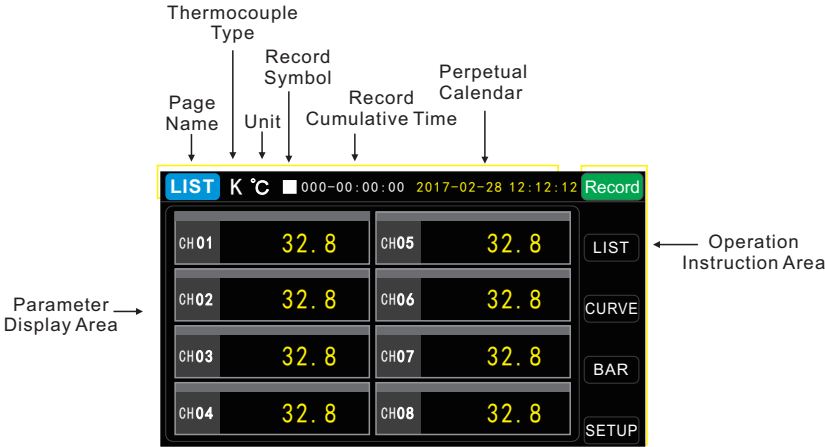 Thermocouple
Type
Record
Symbol
Perpetual
Calendar
Page
Name
Unit
Record
Cumulative Time
LIST K ℃ 000-00:00:00 2017-02-28 12:12:12 Record
CH01 32.8 CH05 32.8 LIST
CH02 32.8 CH06 32.8 CURVE
CH03 32.8 CH07 32.8 BAR
CH04 32.8 CH08 32.8 SETUP
Operation
Instruction Area
Parameter
Display Area